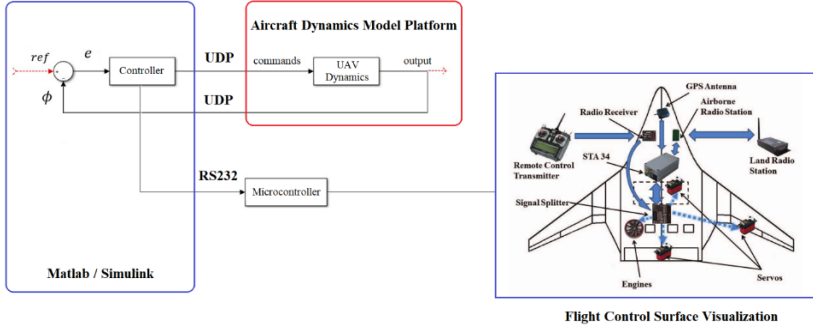 Aircraft Dynamics Model Platform
ref
e
Controller
UDP
commands
UAV
Dynamics
output
ϕ
UDP
RS232
Microcontroller
Matlab / Simulink
GPS Antenna
Radio Receiver
Airborne
Radio Station
Remote Control
Transmitter
STA 34
Land Radio
Station
Signal Splitter
Engines
Servos
Flight Control Surface Visualization